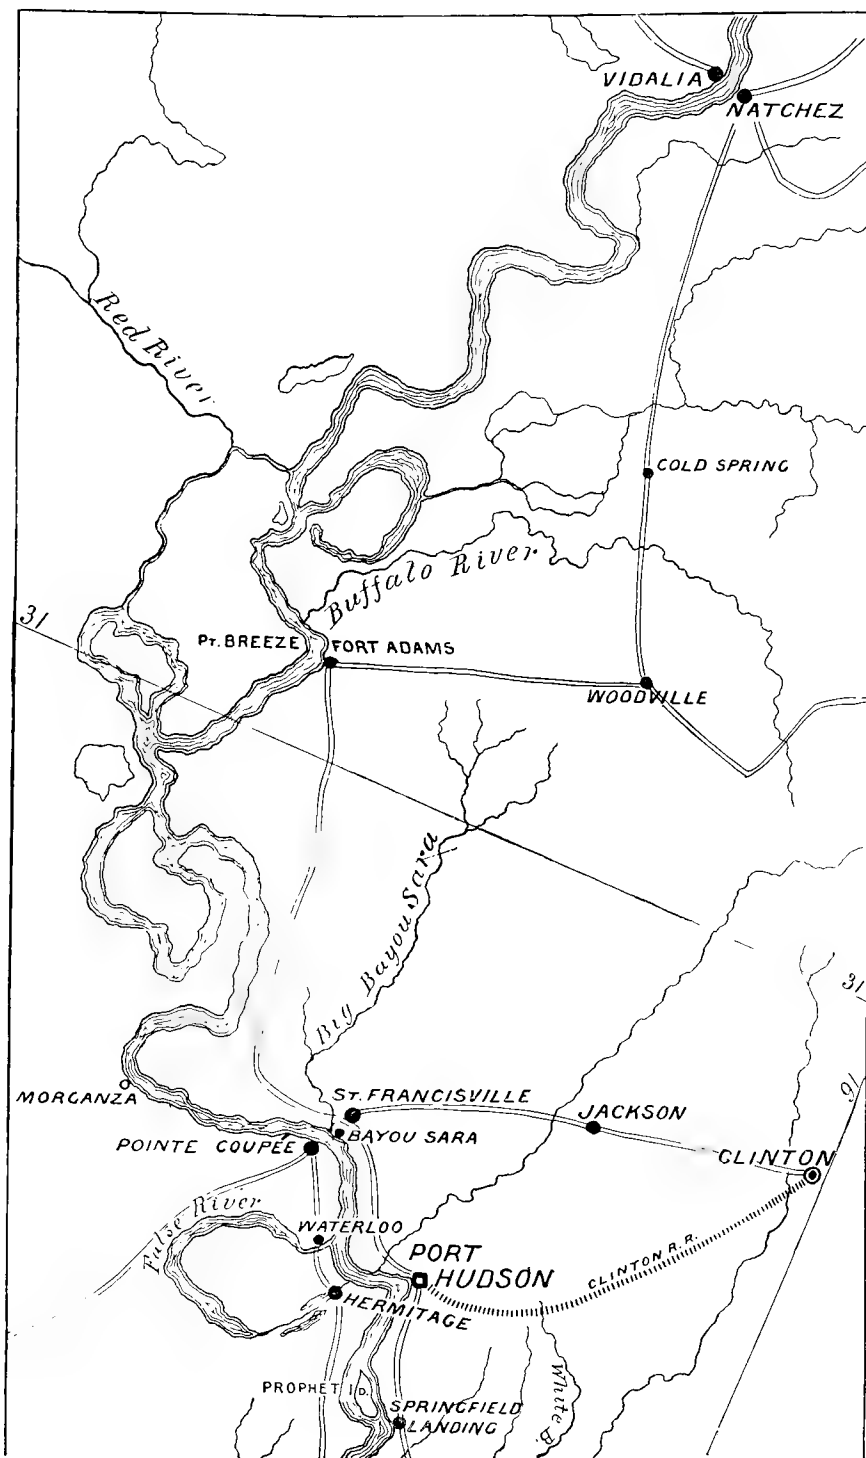 VIDALIA
NATCHEZ
Red River
COLD SPRING
Buffalo River
31
PT. BREEZE
FORT ADAMS
WOODVILLE
Big Bayou Sara
31
91
MORGANZA
ST. FRANCISVILLE
JACKSON
BAYOU SARA
POINTE COUPÉE
CLINTON
False River
WATERLOO
PORT
HUDSON
CLINTON R.R.
HERMITAGE
PROPHET ID.
SPRINGFIELD
LANDING
White B.